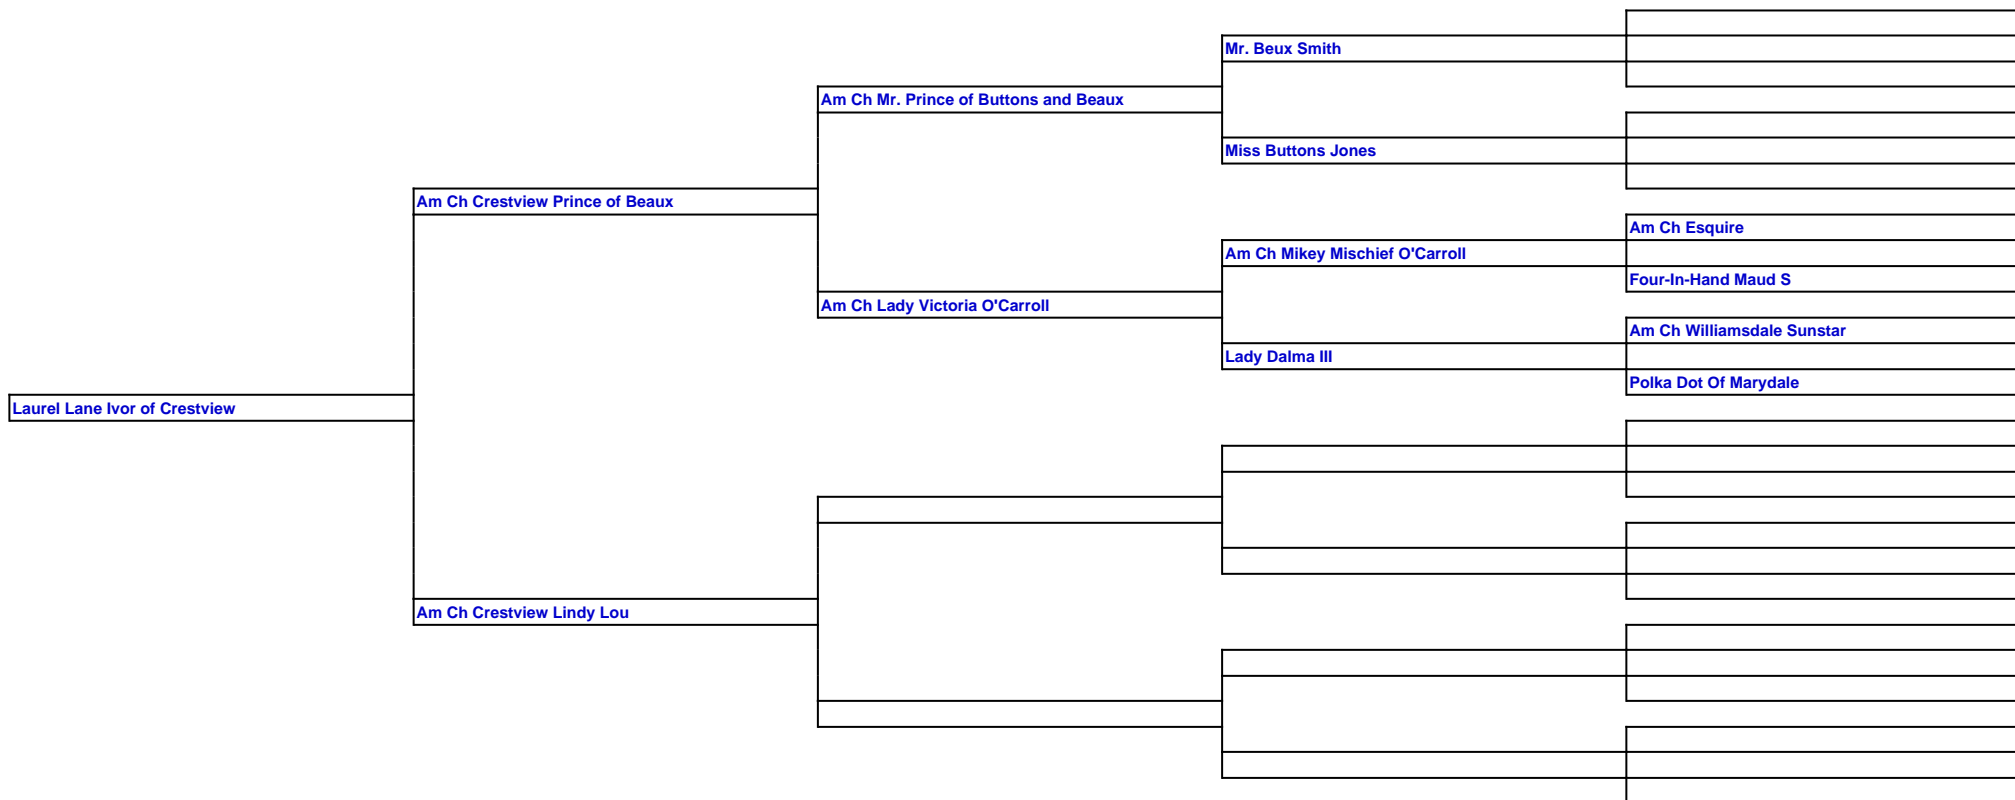 Mr. Beux Smith
Am Ch Mr. Prince of Buttons and Beaux
Miss Buttons Jones
Am Ch Crestview Prince of Beaux
Am Ch Esquire
Am Ch Mikey Mischief O'Carroll
Four-In-Hand Maud S
Am Ch Lady Victoria O'Carroll
Am Ch Williamsdale Sunstar
Lady Dalma III
Polka Dot Of Marydale
Laurel Lane Ivor of Crestview
Am Ch Crestview Lindy Lou